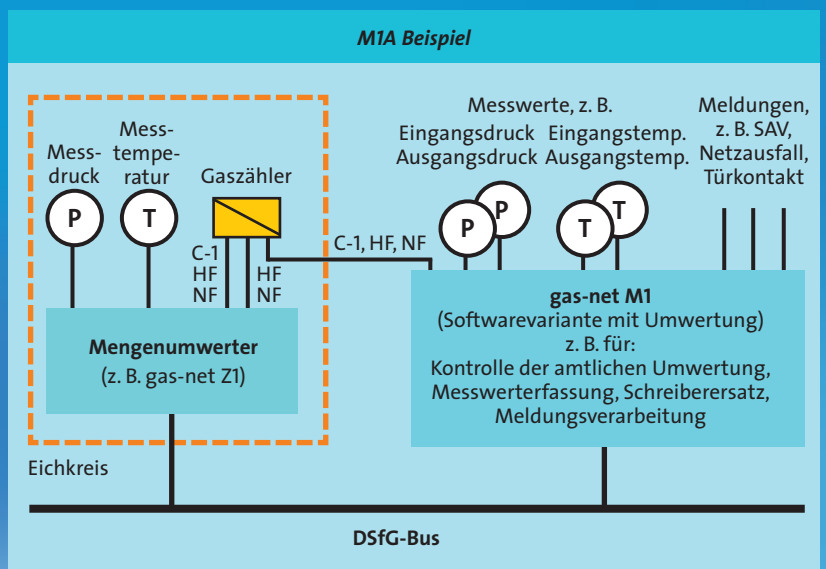 M1A Beispiel
Mess-
druck
Mess-
tempe-
ratur
Gaszähler
P
T
C-1
HF
NF
HF
NF
C-1, HF, NF
Messwerte, z. B.
Eingangsdruck Eingangstemp.
Ausgangsdruck Ausgangstemp.
P
P
T
T
Meldungen,
z. B. SAV,
Netzausfall,
Türkontakt
Mengenumwerter
(z. B. gas-net Z1)
gas-net M1
(Softwarevariante mit Umwertung)
z. B. für:
Kontrolle der amtlichen Umwertung,
Messwerterfassung, Schreiberersatz,
Meldungsverarbeitung
Eichkreis
DSfG-Bus